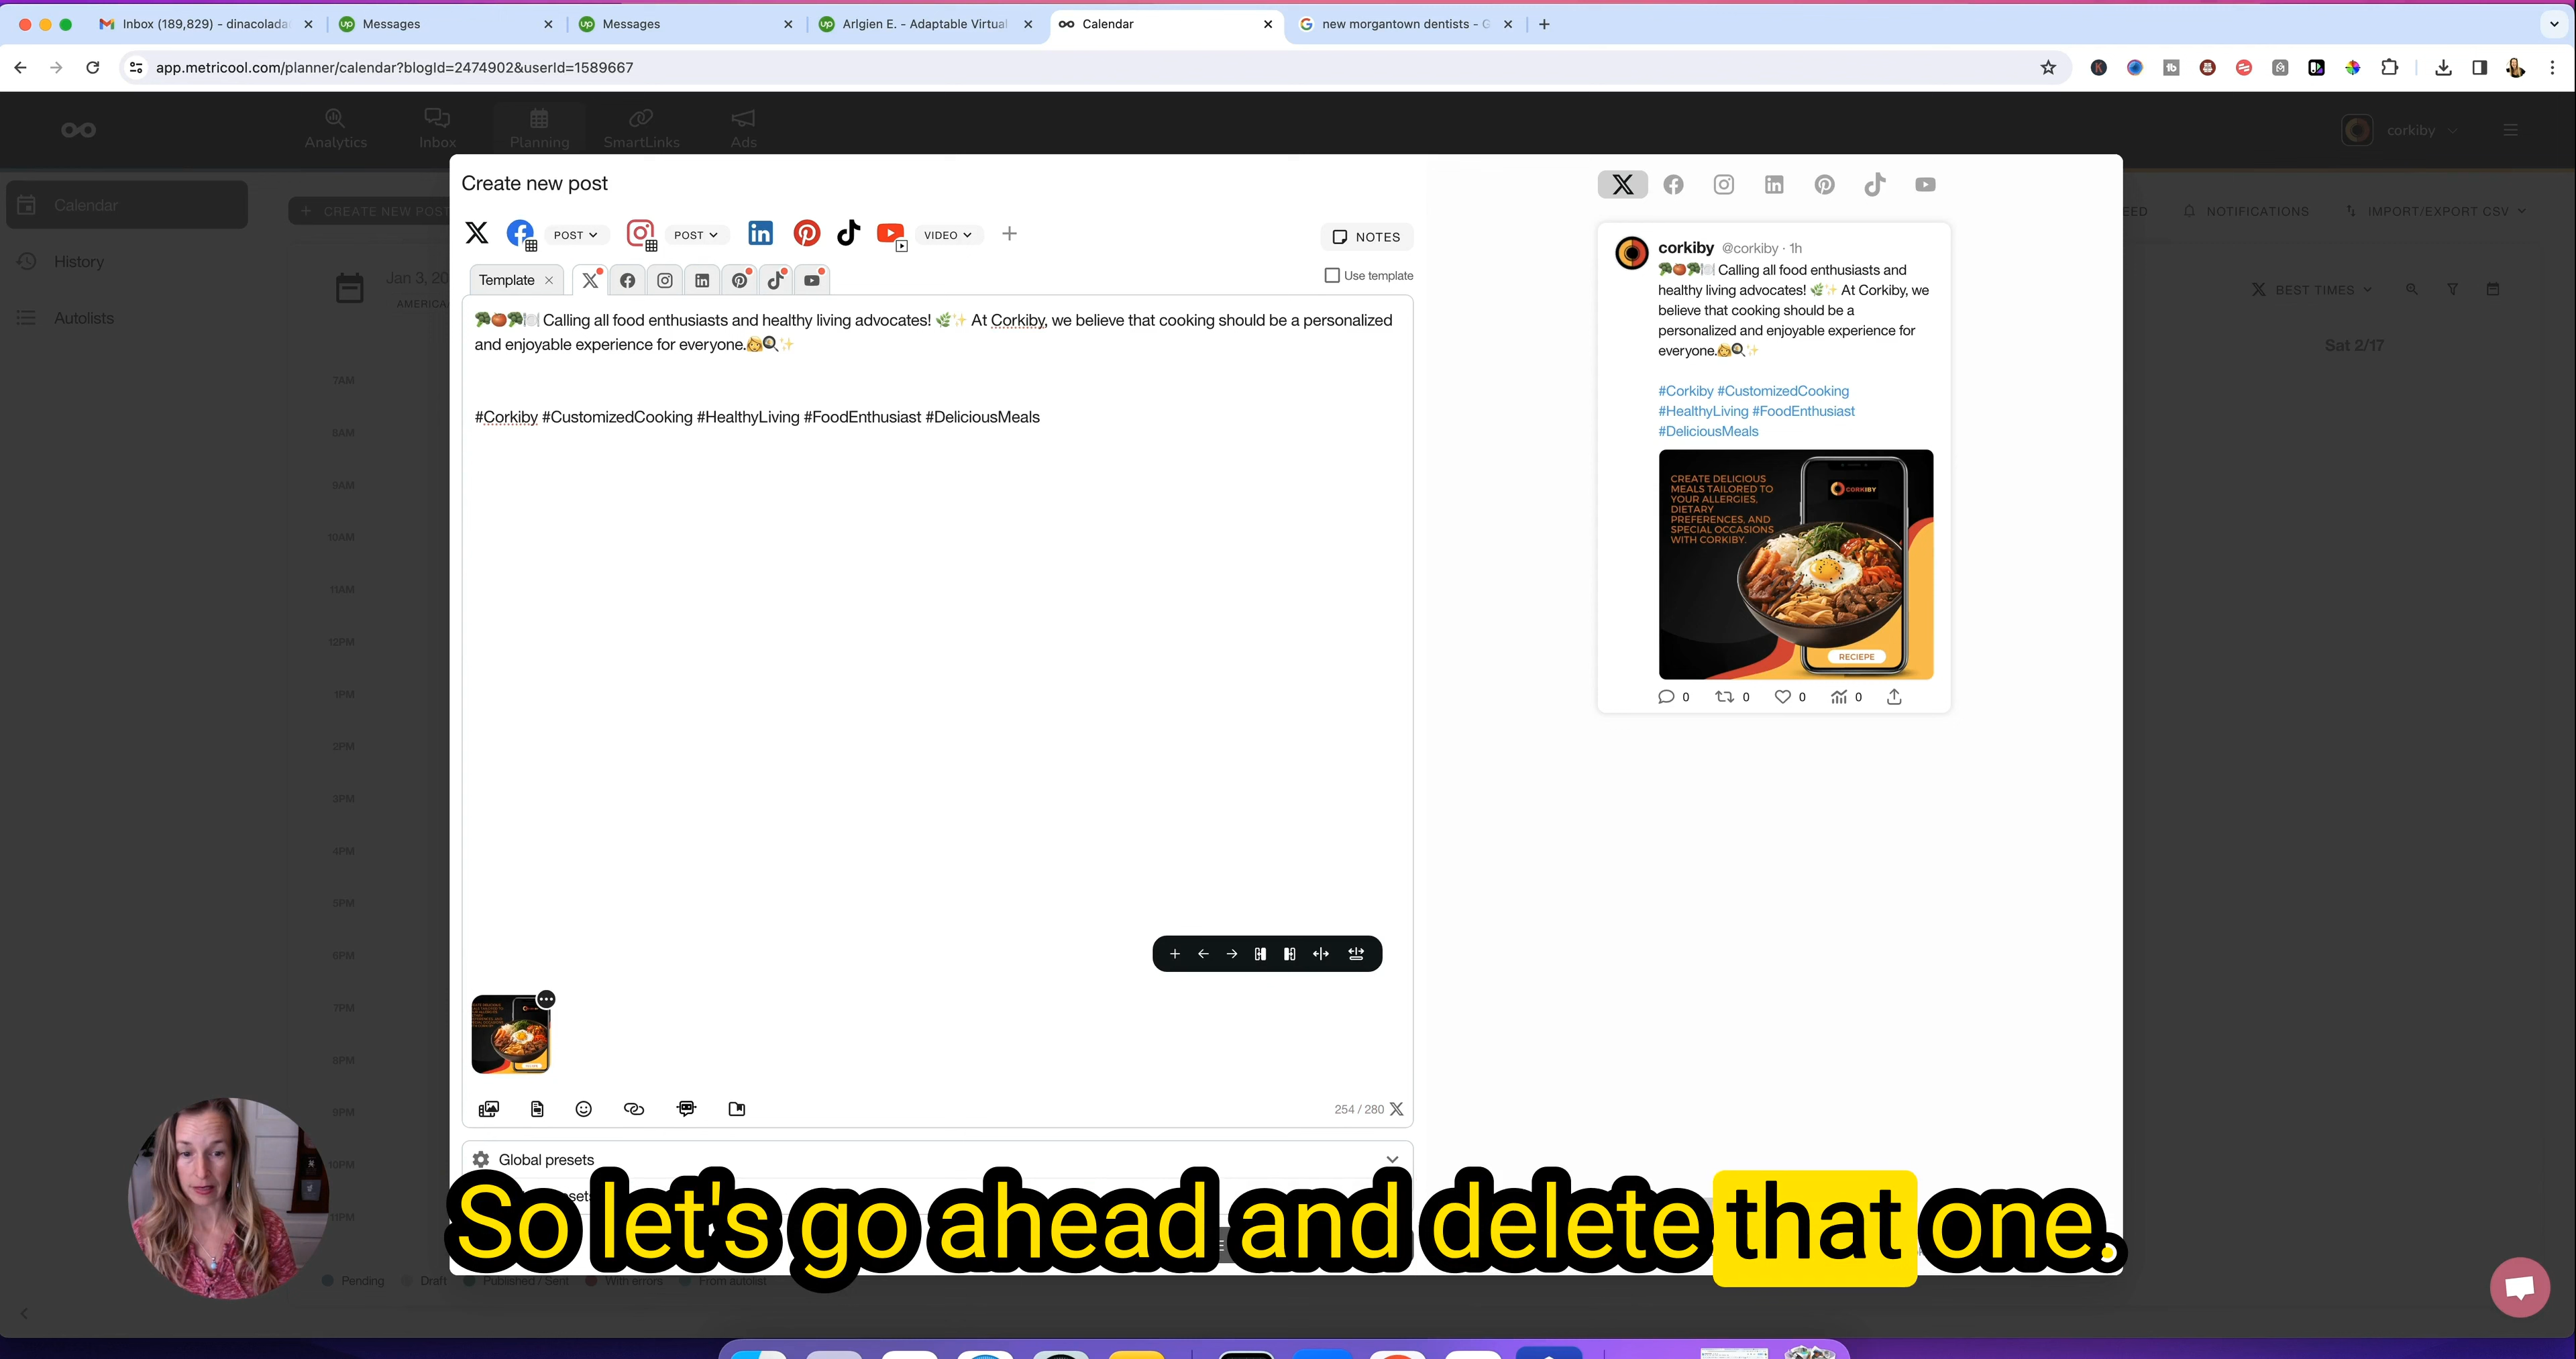 Inbox (189,829) - dinacolada
Messages
Messages
Arlgien E. - Adaptable Virtual
Calendar
new morgantown dentists - G
app.metricool.com/planner/calendar?blogId=2474902&userId=1589667
Analytics
Inbox
Planning
SmartLinks
Ads
corkiby
Calendar
History
Autolists
+ CREATE NEW POST
Jan 3, 20
AMERICA/
EED
NOTIFICATIONS
IMPORT/EXPORT CSV
BEST TIMES
Sat 2/17
7AM
8AM
9AM
10AM
11AM
12PM
1PM
2PM
3PM
4PM
5PM
6PM
7PM
8PM
9PM
10PM
11PM
Create new post
POST
POST
VIDEO
NOTES
Template
Use template
🥦🍅🥦🍽️ Calling all food enthusiasts and healthy living advocates! 🌿✨ At Corkiby, we believe that cooking should be a personalized
and enjoyable experience for everyone.👩🍳✨
#Corkiby #CustomizedCooking #HealthyLiving #FoodEnthusiast #DeliciousMeals
254 / 280
Global presets
corkiby @corkiby · 1h
🥦🍅🥦🍽️ Calling all food enthusiasts and
healthy living advocates! 🌿✨ At Corkiby, we
believe that cooking should be a
personalized and enjoyable experience for
everyone.👩🍳✨
#Corkiby #CustomizedCooking
#HealthyLiving #FoodEnthusiast
#DeliciousMeals
CREATE DELICIOUS
MEALS TAILORED TO
YOUR ALLERGIES,
DIETARY
PREFERENCES, AND
SPECIAL OCCASIONS
WITH CORKIBY.
CORKIBY
RECIEPE
0
0
0
0
So let's go ahead and delete that one.
Pending
Draft
Published / Sent
With errors
From autolist